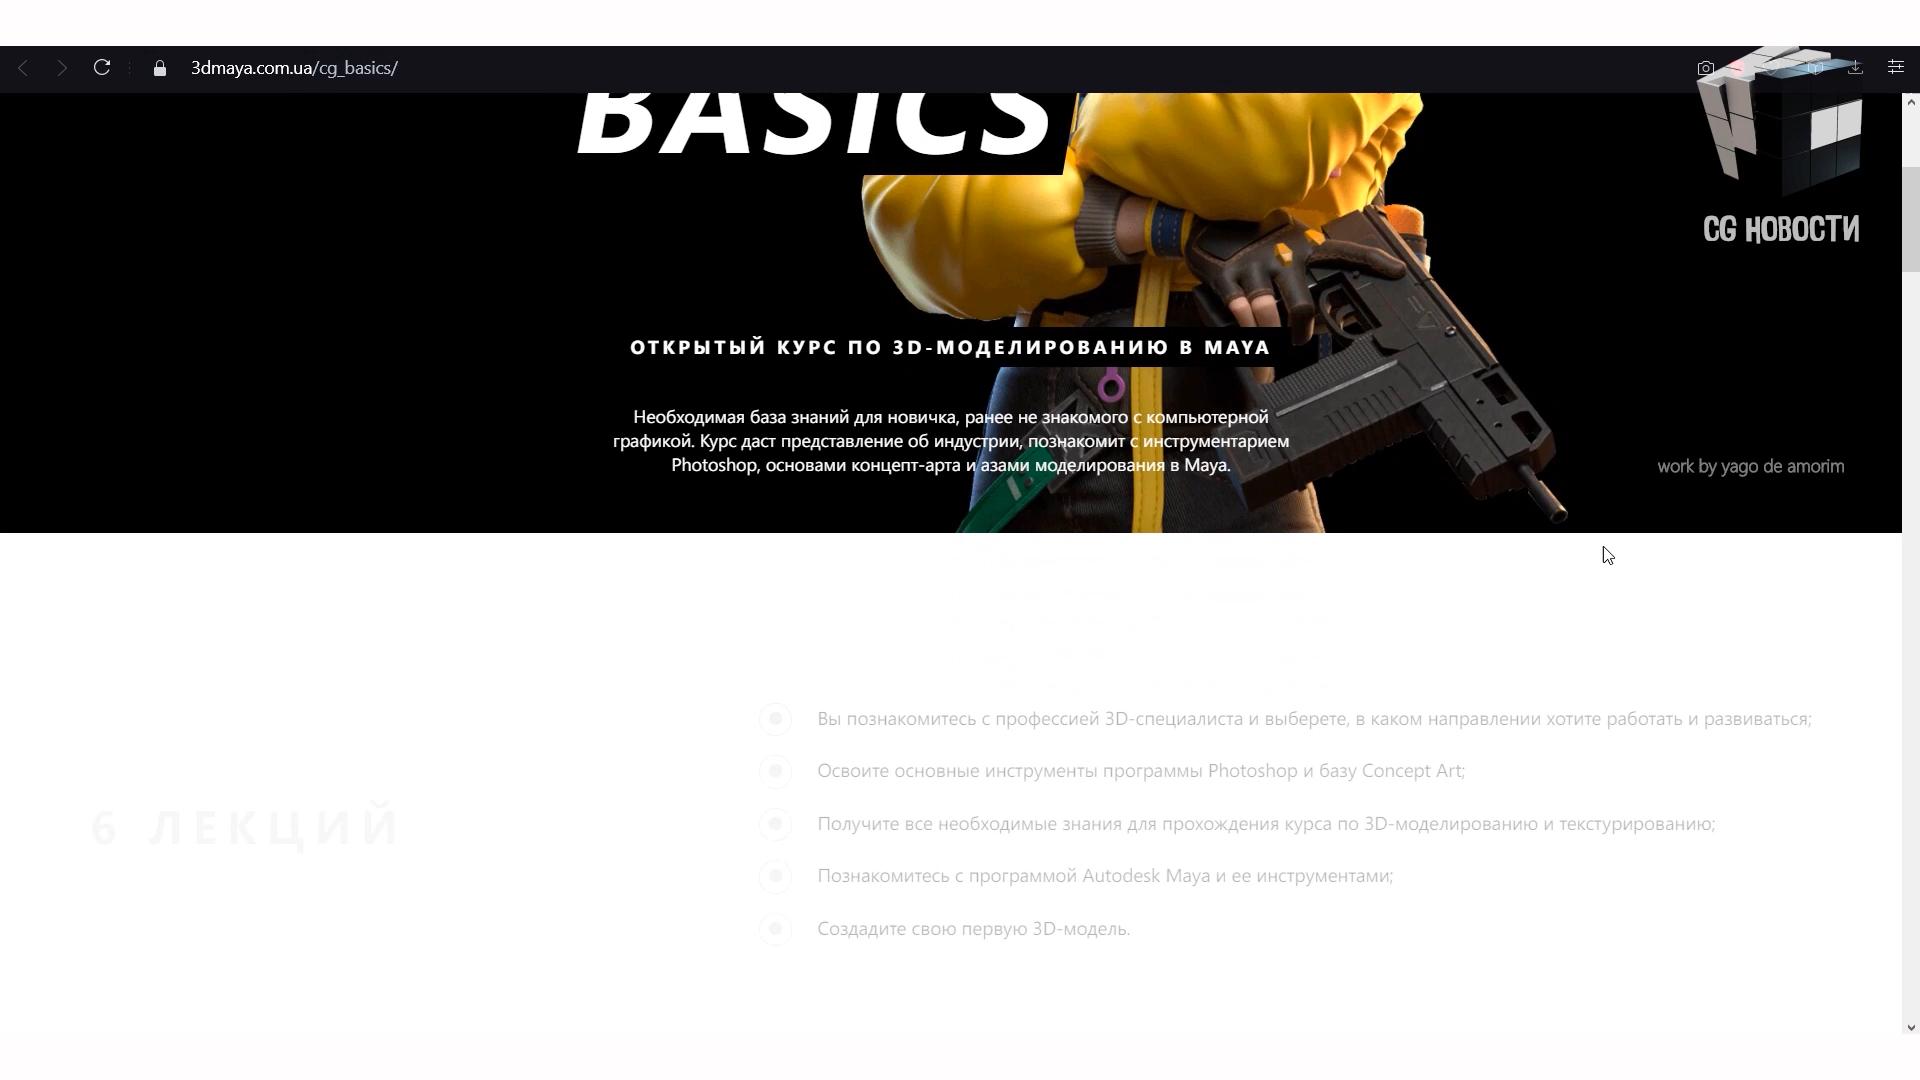 3dmaya.com.ua/cg_basics/
BASICS
CG НОВОСТИ
ОТКРЫТЫЙ КУРС ПО 3D-МОДЕЛИРОВАНИЮ В MAYA
Необходимая база знаний для новичка, ранее не знакомого с компьютерной
графикой. Курс даст представление об индустрии, познакомит с инструментарием
Photoshop, основами концепт-арта и азами моделирования в Maya.
work by yago de amorim
6 ЛЕКЦИЙ
Вы познакомитесь с профессией 3D-специалиста и выберете, в каком направлении хотите работать и развиваться;
Освоите основные инструменты программы Photoshop и базу Concept Art;
Получите все необходимые знания для прохождения курса по 3D-моделированию и текстурированию;
Познакомитесь с программой Autodesk Maya и ее инструментами;
Создадите свою первую 3D-модель.